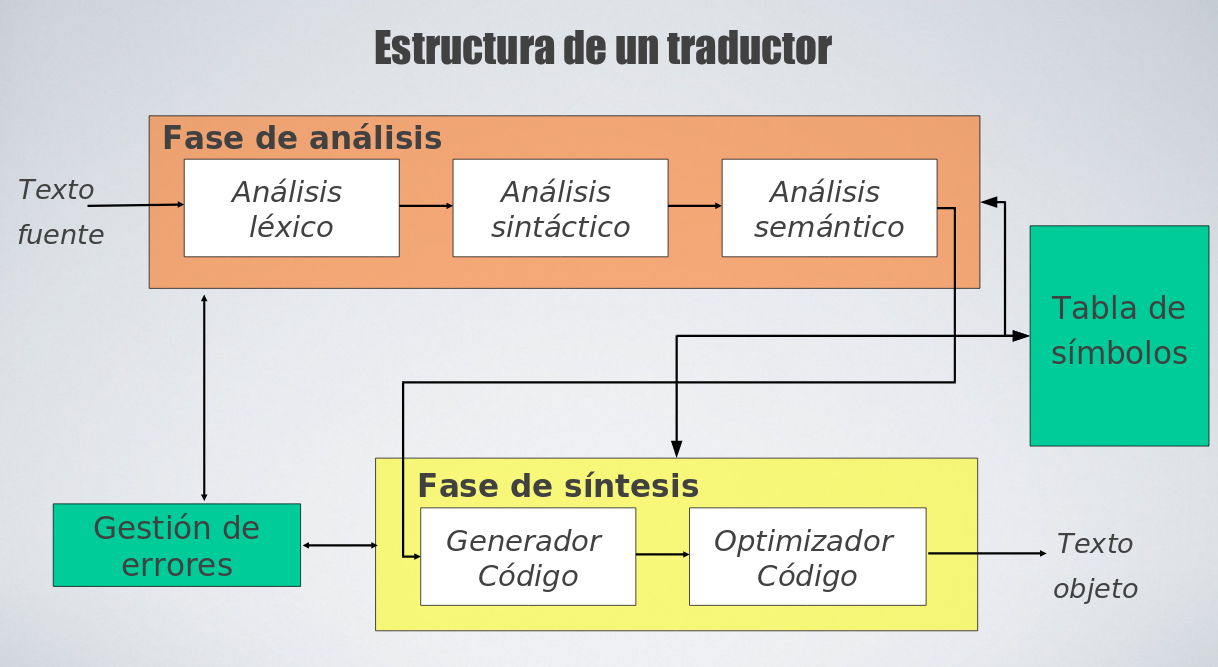 Estructura de un traductor
Fase de análisis
Texto
fuente
Análisis
léxico
Análisis
sintáctico
Análisis
semántico
Tabla de
símbolos
Fase de síntesis
Gestión de
errores
Generador
Código
Optimizador
Código
Texto
objeto